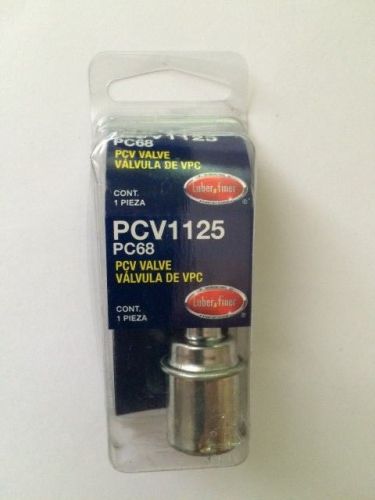 PCV1125
PC68
PCV VALVE
VÁLVULA DE VPC
CONT.
1 PIEZA
Luber-finer
®
PCV1125
PC68
PCV VALVE
VÁLVULA DE VPC
CONT.
1 PIEZA
Luber-finer
®